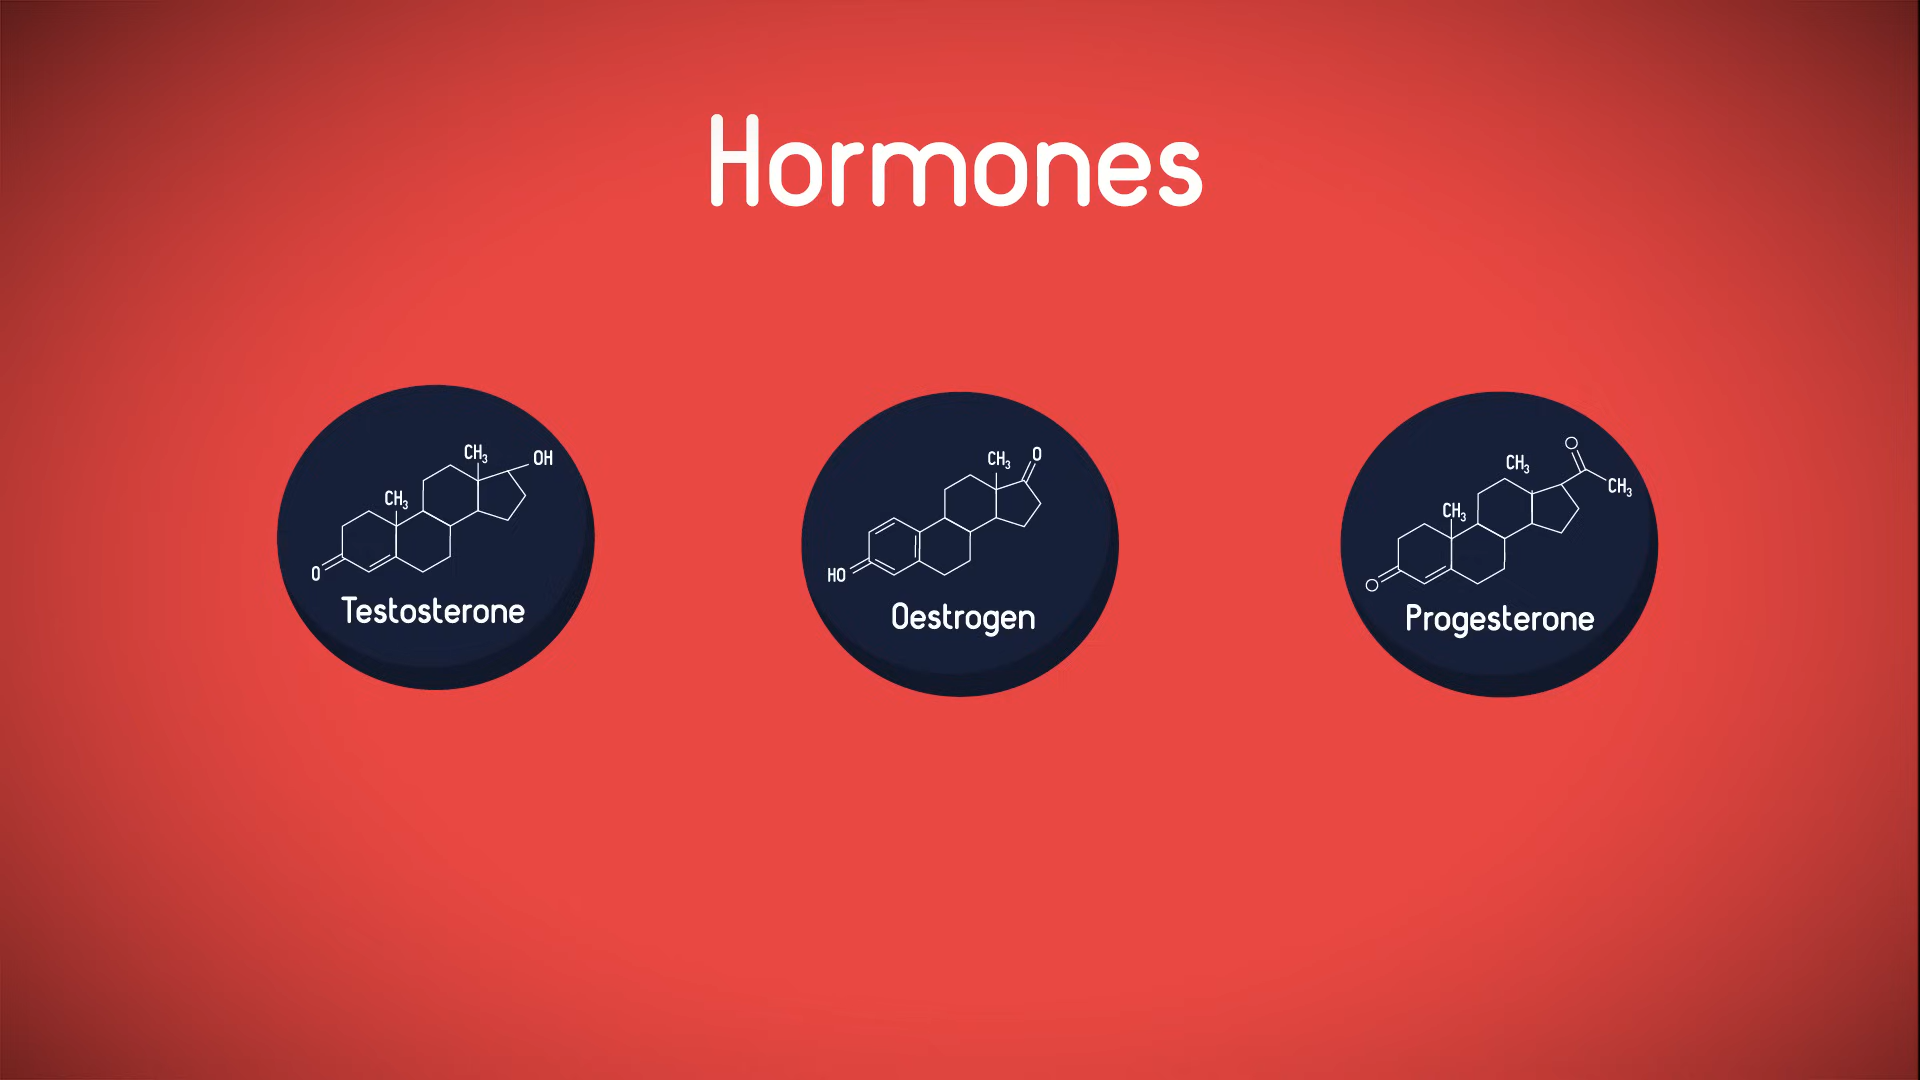 Hormones
CH3
OH
CH3
O
Testosterone
CH3
O
HO
Oestrogen
O
CH3
CH3
CH3
O
Progesterone